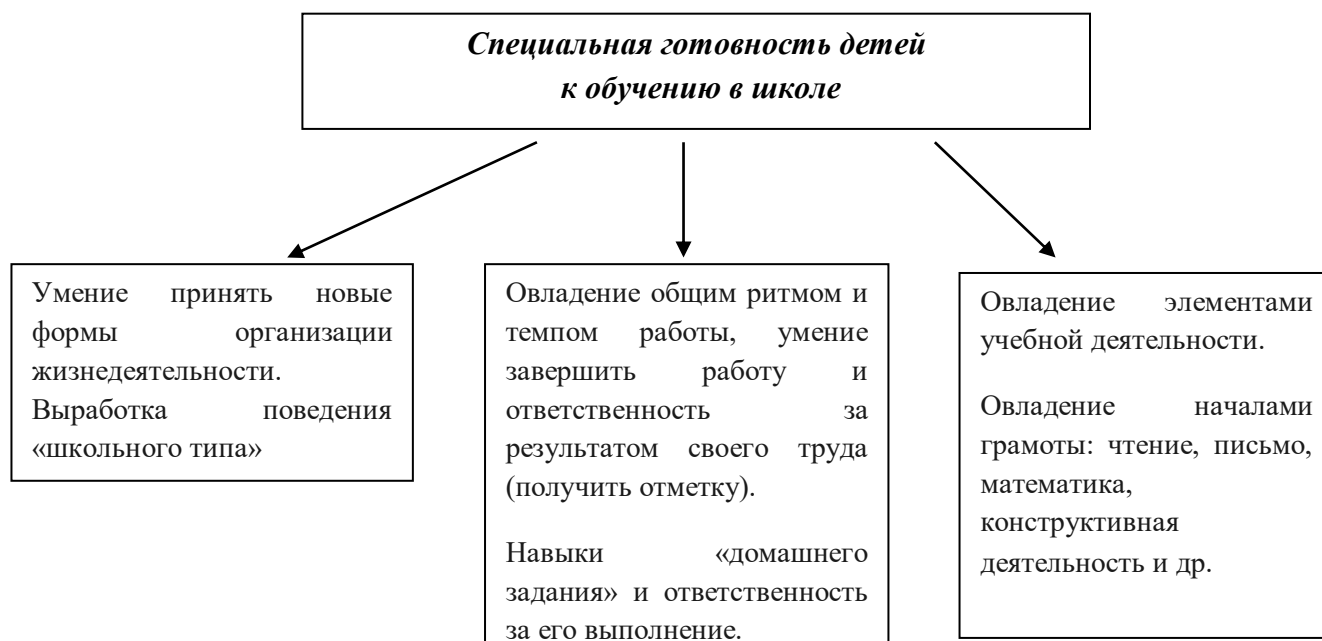 Специальная готовность детей
к обучению в школе
Умение принять новые
формы организации
жизнедеятельности.
Выработка поведения
«школьного типа»
Овладение общим ритмом и
темпом работы, умение
завершить работу и
ответственность за
результатом своего труда
(получить отметку).
Навыки «домашнего
задания» и ответственность
за его выполнение.
Овладение элементами
учебной деятельности.
Овладение началами
грамоты: чтение, письмо,
математика,
конструктивная
деятельность и др.